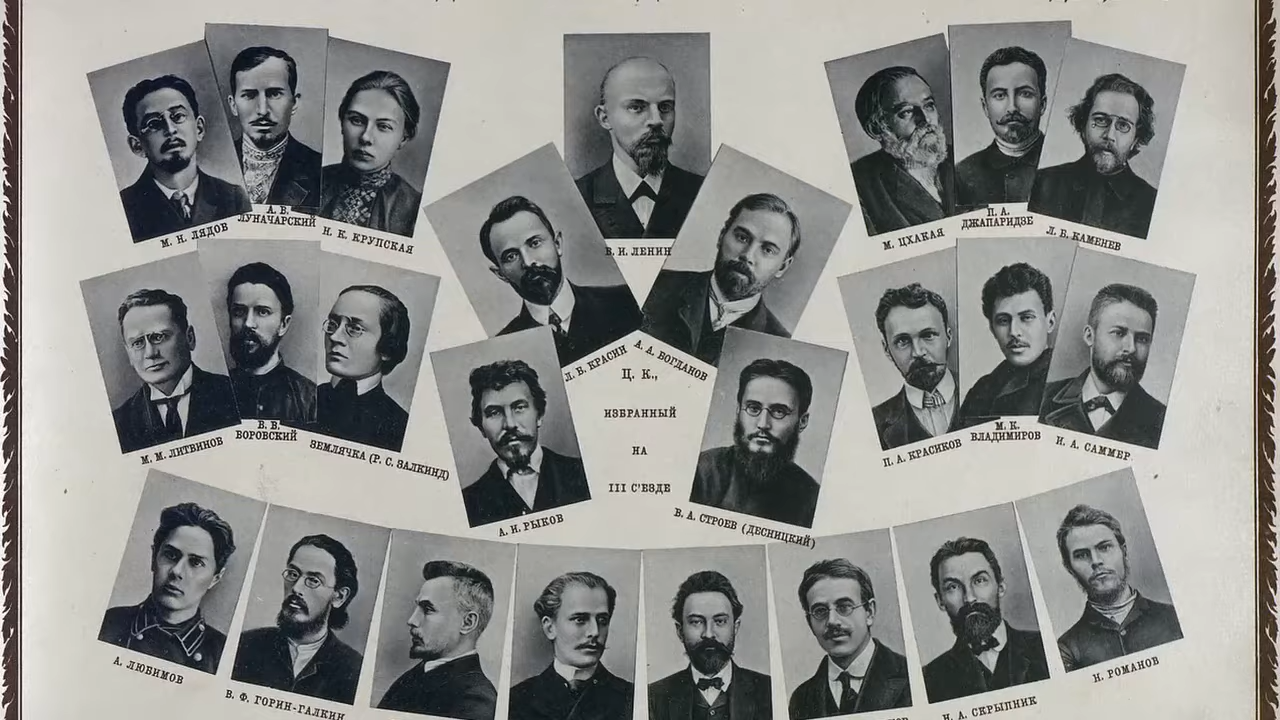 М. Н. ЛЯДОВ
А. В.
ЛУНАЧАРСКИЙ
Н. К. КРУПСКАЯ
В. И. ЛЕНИН
М. ЦХАКАЯ
П. А.
ДЖАПАРИДЗЕ
Л. Б. КАМЕНЕВ
М. М. ЛИТВИНОВ
В. В.
ВОРОВСКИЙ
ЗЕМЛЯЧКА (Р. С. ЗАЛКИНД)
Л. Б. КРАСИН
А. А. БОГДАНОВ
П. А. КРАСИКОВ
М. К.
ВЛАДИМИРОВ
И. А. САММЕР
Ц. К.,
ИЗБРАННЫЙ
НА
III С'ЕЗДЕ
А. И. РЫКОВ
В. А. СТРОЕВ (ДЕСНИЦКИЙ)
А. ЛЮБИМОВ
В. Ф. ГОРИН-ГАЛКИН
Н. А. СКРЫПНИК
Н. РОМАНОВ